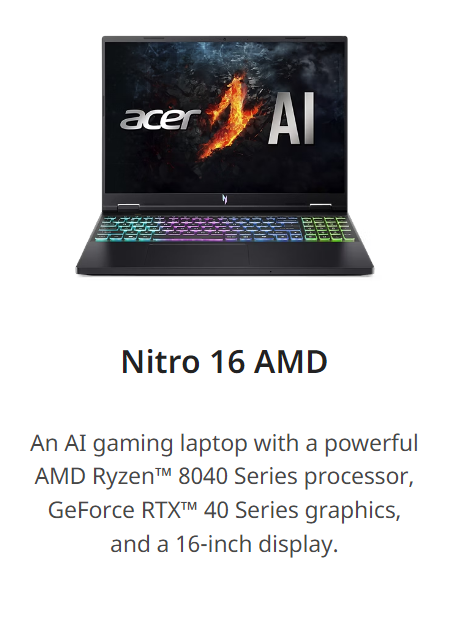 acer AI
Nitro 16 AMD
An AI gaming laptop with a powerful
AMD Ryzen™ 8040 Series processor,
GeForce RTX™ 40 Series graphics,
and a 16-inch display.